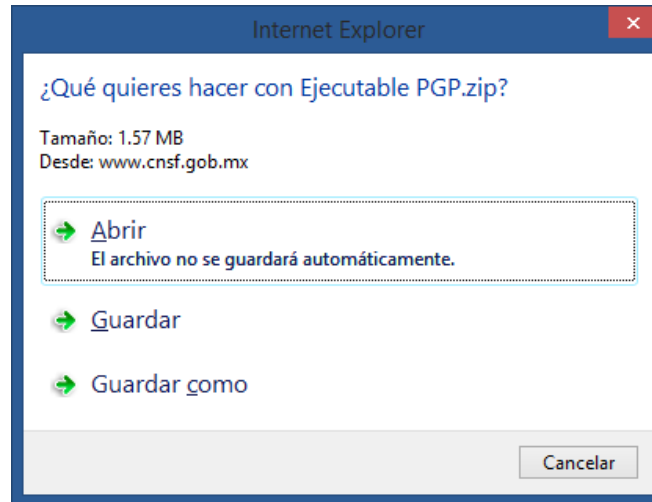 Internet Explorer
¿Qué quieres hacer con Ejecutable PGP.zip?
Tamaño: 1.57 MB
Desde: www.cnsf.gob.mx
Abrir
El archivo no se guardará automáticamente.
Guardar
Guardar como
Cancelar